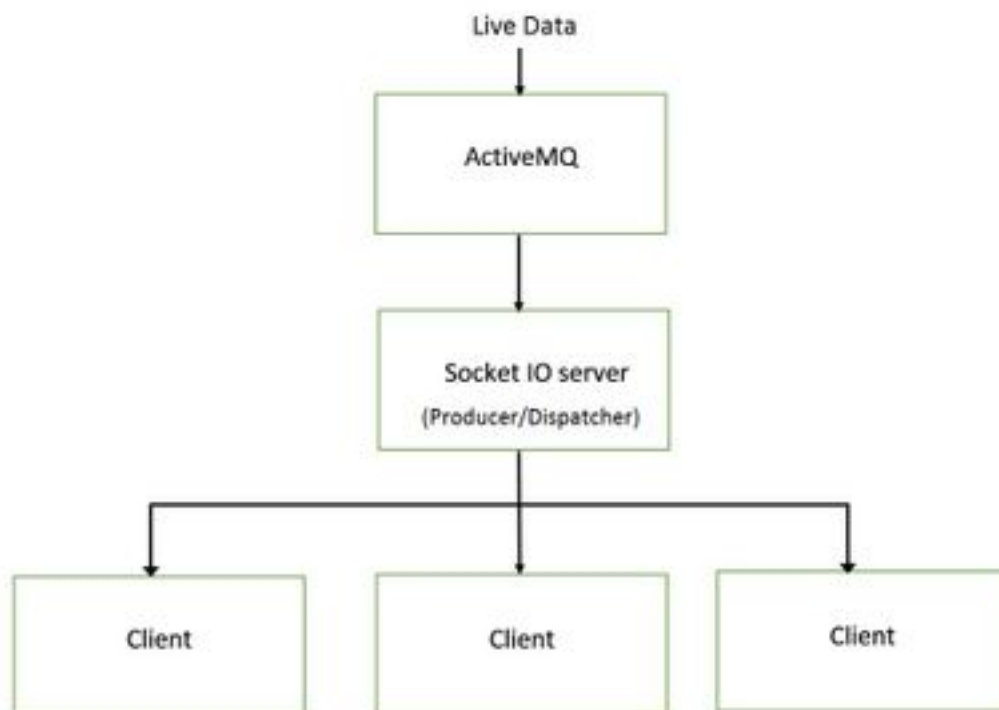 Live Data
ActiveMQ
Socket IO server
(Producer/Dispatcher)
Client
Client
Client